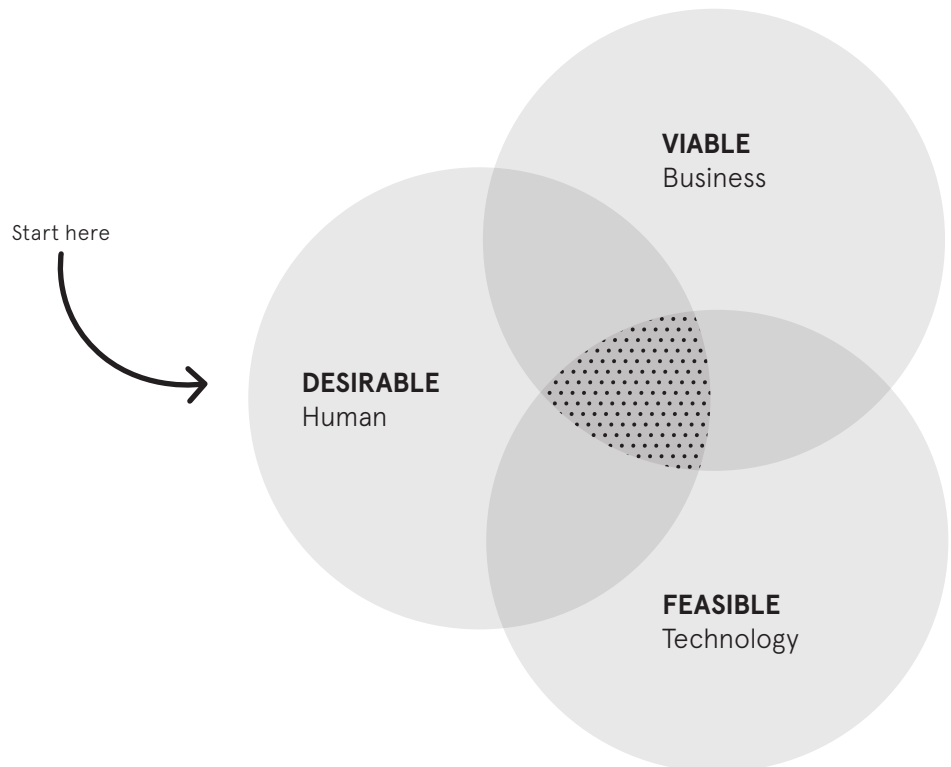 VIABLE
Business
Start here
DESIRABLE
Human
FEASIBLE
Technology